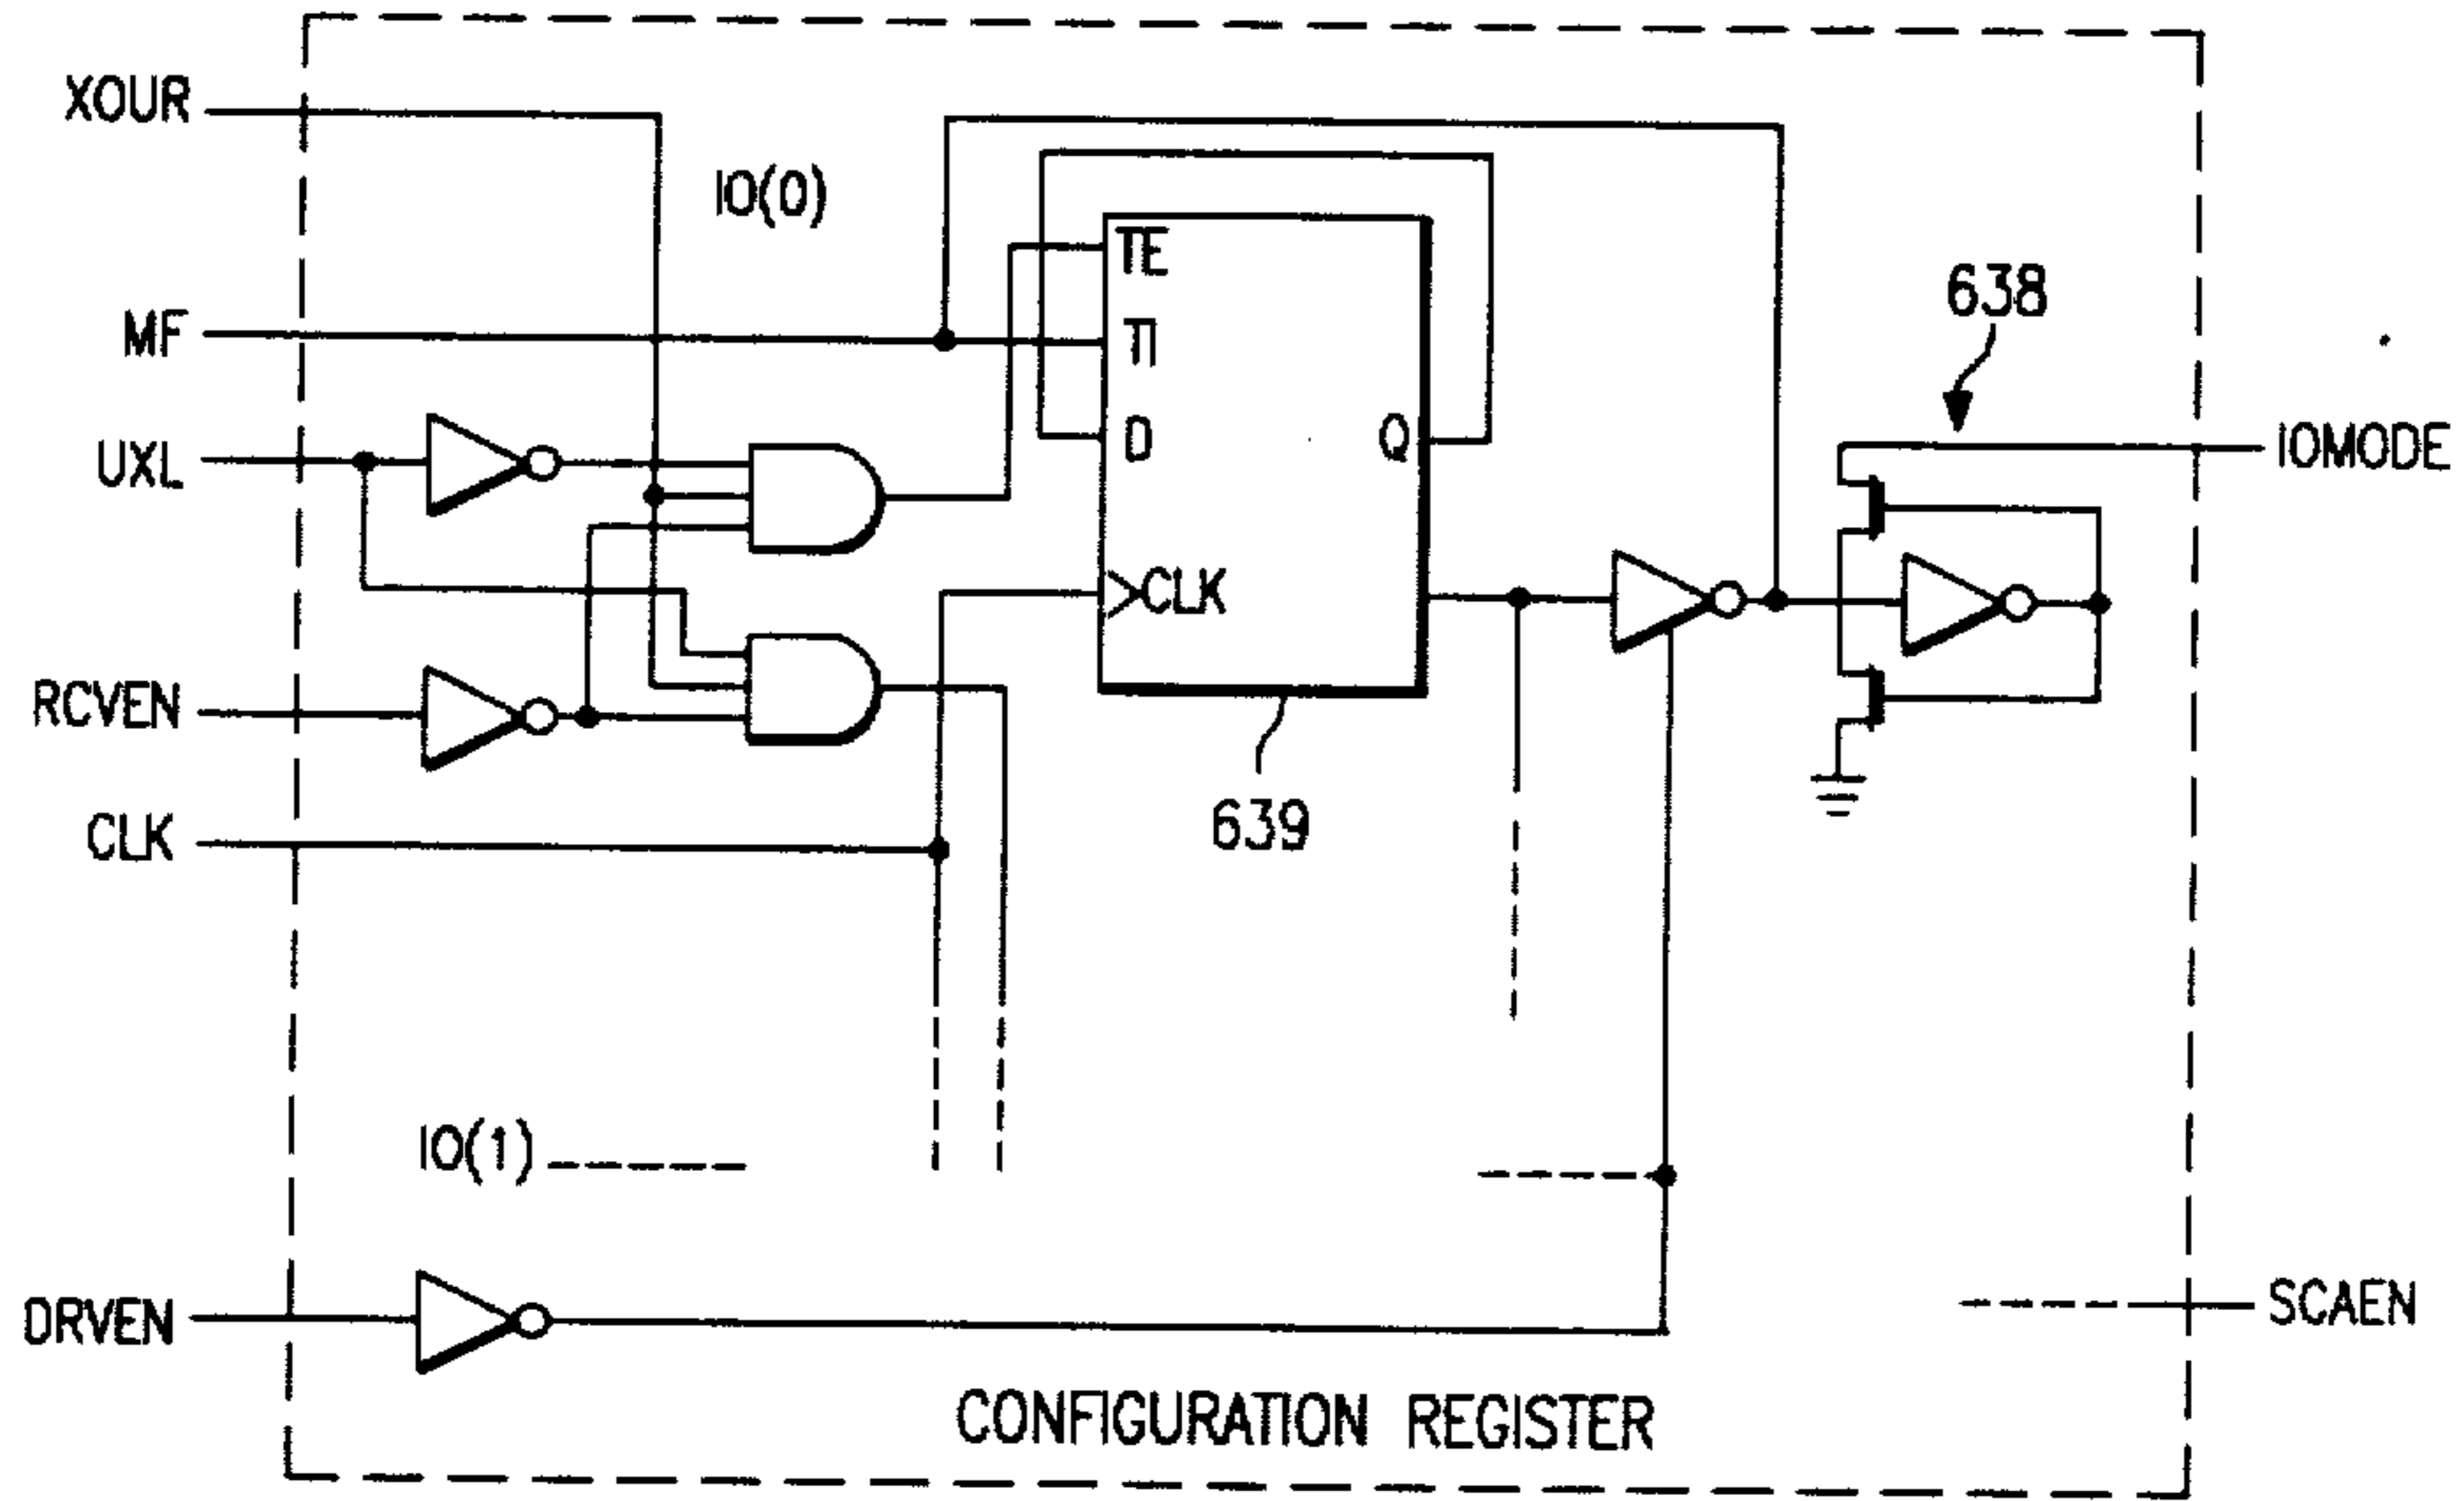 XOUR
IO(0)
TE
MF
TI
638
UXL
D
Q
IOMODE
CLK
RCVEN
CLK
639
IO(1)
DRVEN
SCAEN
CONFIGURATION REGISTER